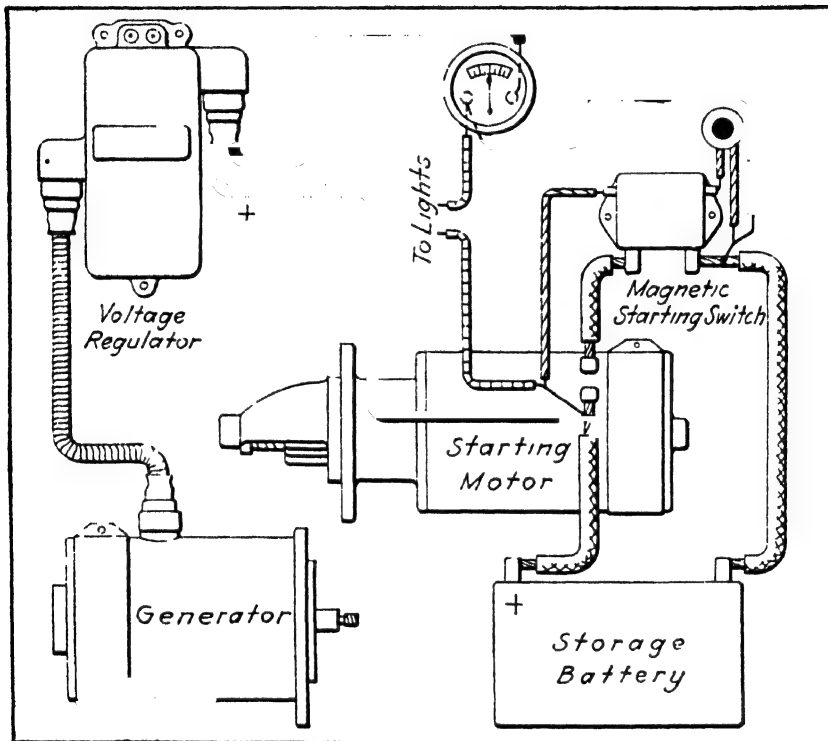 Voltage
Regulator
+
To Lights
Magnetic
Starting Switch
Starting
Motor
Generator
+
Storage
Battery